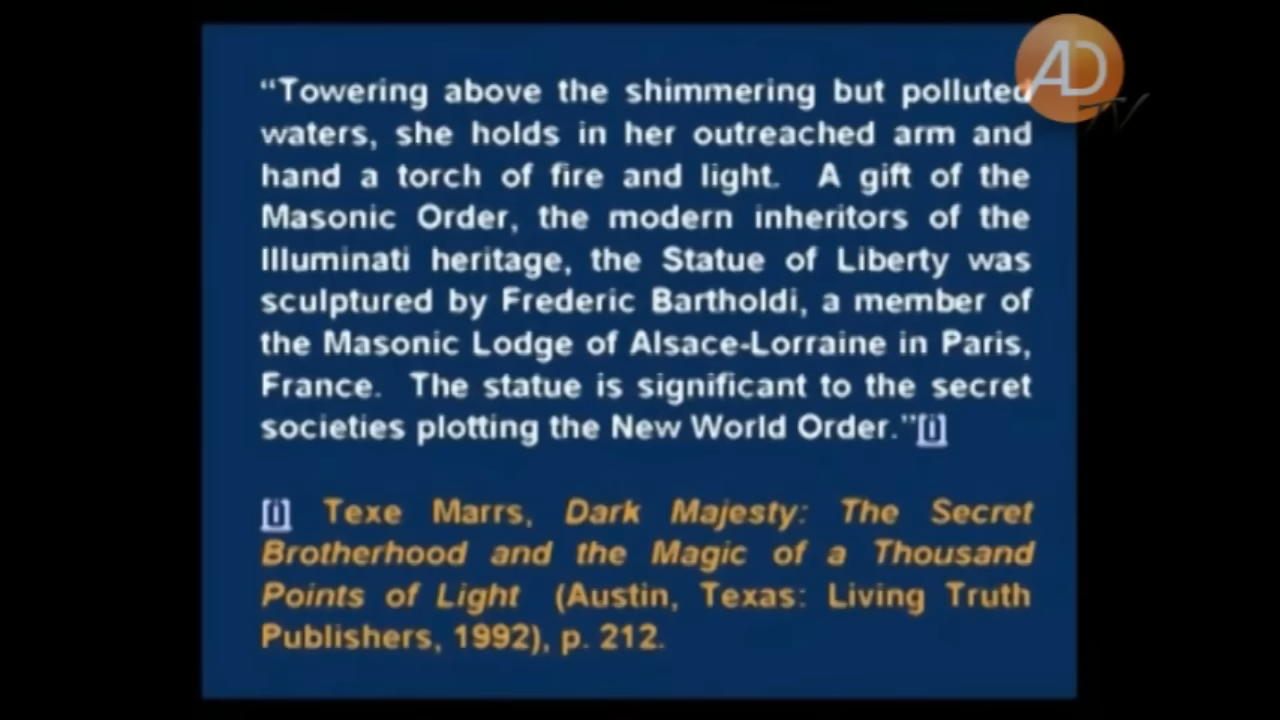 “Towering above the shimmering but polluted
waters, she holds in her outreached arm and
hand a torch of fire and light. A gift of the
Masonic Order, the modern inheritors of the
Illuminati heritage, the Statue of Liberty was
sculptured by Frederic Bartholdi, a member of
the Masonic Lodge of Alsace-Lorraine in Paris,
France. The statue is significant to the secret
societies plotting the New World Order.”[i]
[i] Texe Marrs, Dark Majesty: The Secret
Brotherhood and the Magic of a Thousand
Points of Light (Austin, Texas: Living Truth
Publishers, 1992), p. 212.
AD
TV